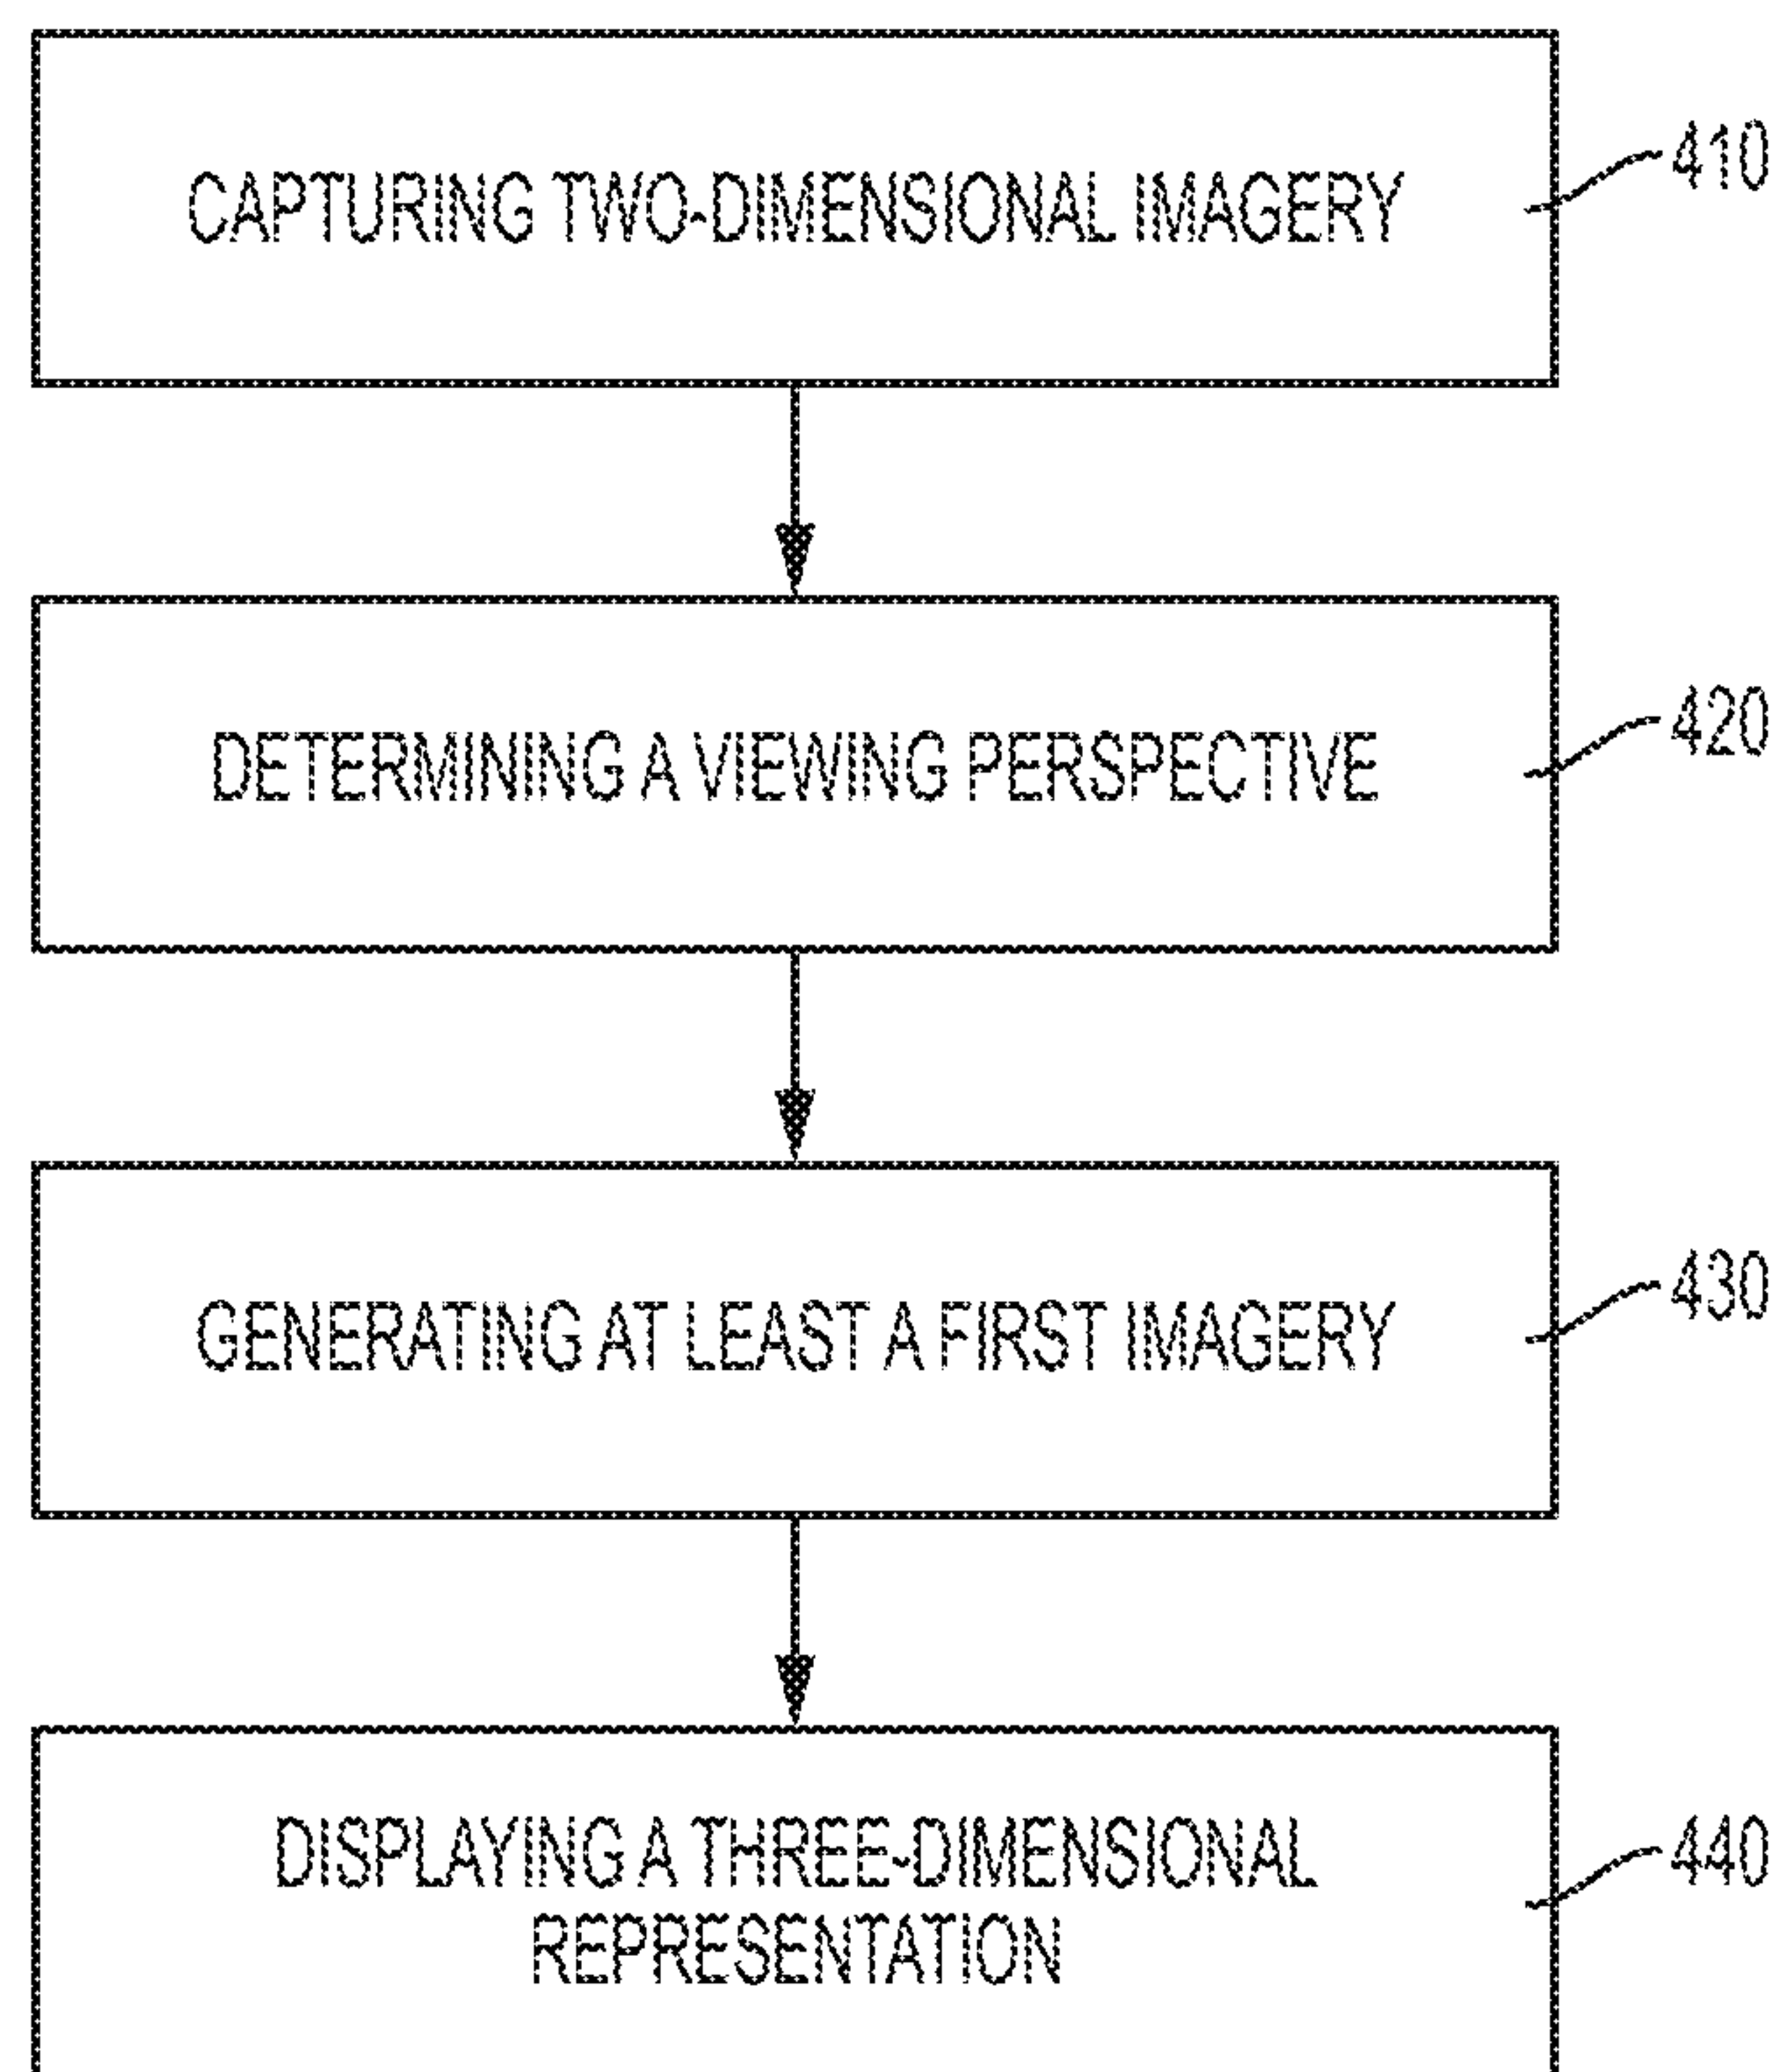 CAPTURING TWO-DIMENSIONAL IMAGERY
410
DETERMINING A VIEWING PERSPECTIVE
420
GENERATING AT LEAST A FIRST IMAGERY
430
DISPLAYING A THREE-DIMENSIONAL
REPRESENTATION
440